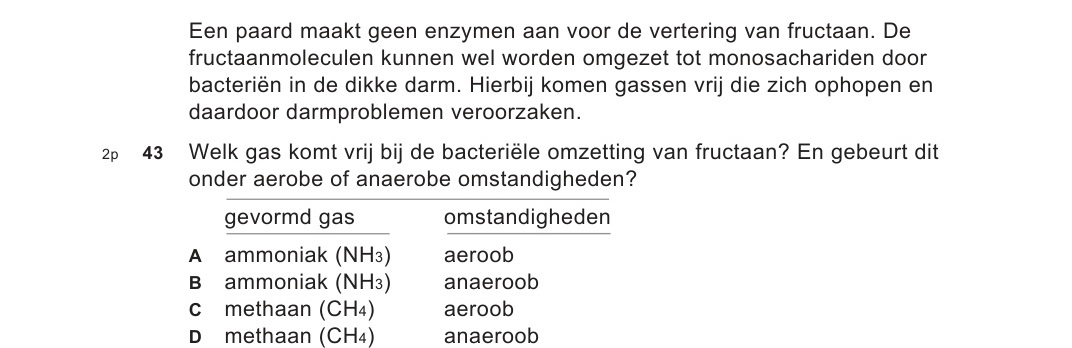 Een paard maakt geen enzymen aan voor de vertering van fructaan. De
fructaanmoleculen kunnen wel worden omgezet tot monosachariden door
bacteriën in de dikke darm. Hierbij komen gassen vrij die zich ophopen en
daardoor darmproblemen veroorzaken.
2p 43 Welk gas komt vrij bij de bacteriële omzetting van fructaan? En gebeurt dit
onder aerobe of anaerobe omstandigheden?
gevormd gas omstandigheden
A ammoniak (NH3) aeroob
B ammoniak (NH3) anaeroob
C methaan (CH4) aeroob
D methaan (CH4) anaeroob